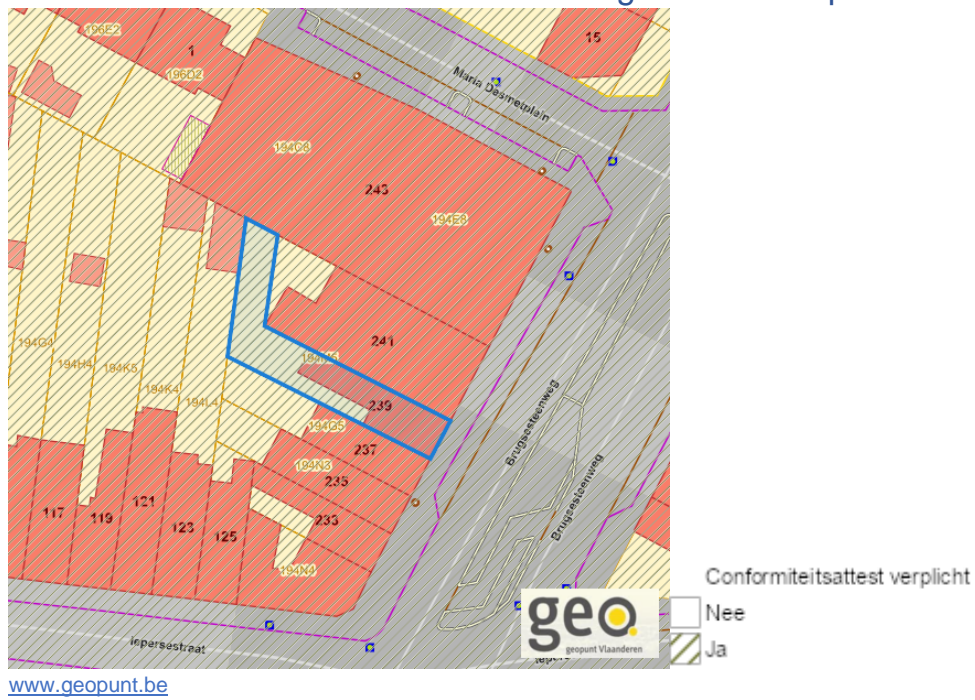 196E2
1
196D2
15
Maria Desmetplein
194C8
243
194E8
241
194G4
194H4
194K5
194K4
194L4
239
194G5
237
194N3
235
233
194X4
117
119
121
123
125
Brugsesteenweg
Brugsesteenweg
Iepersestraat
geo.
geopunt Vlaanderen
Conformiteitsattest verplicht
Nee
Ja
www.geopunt.be